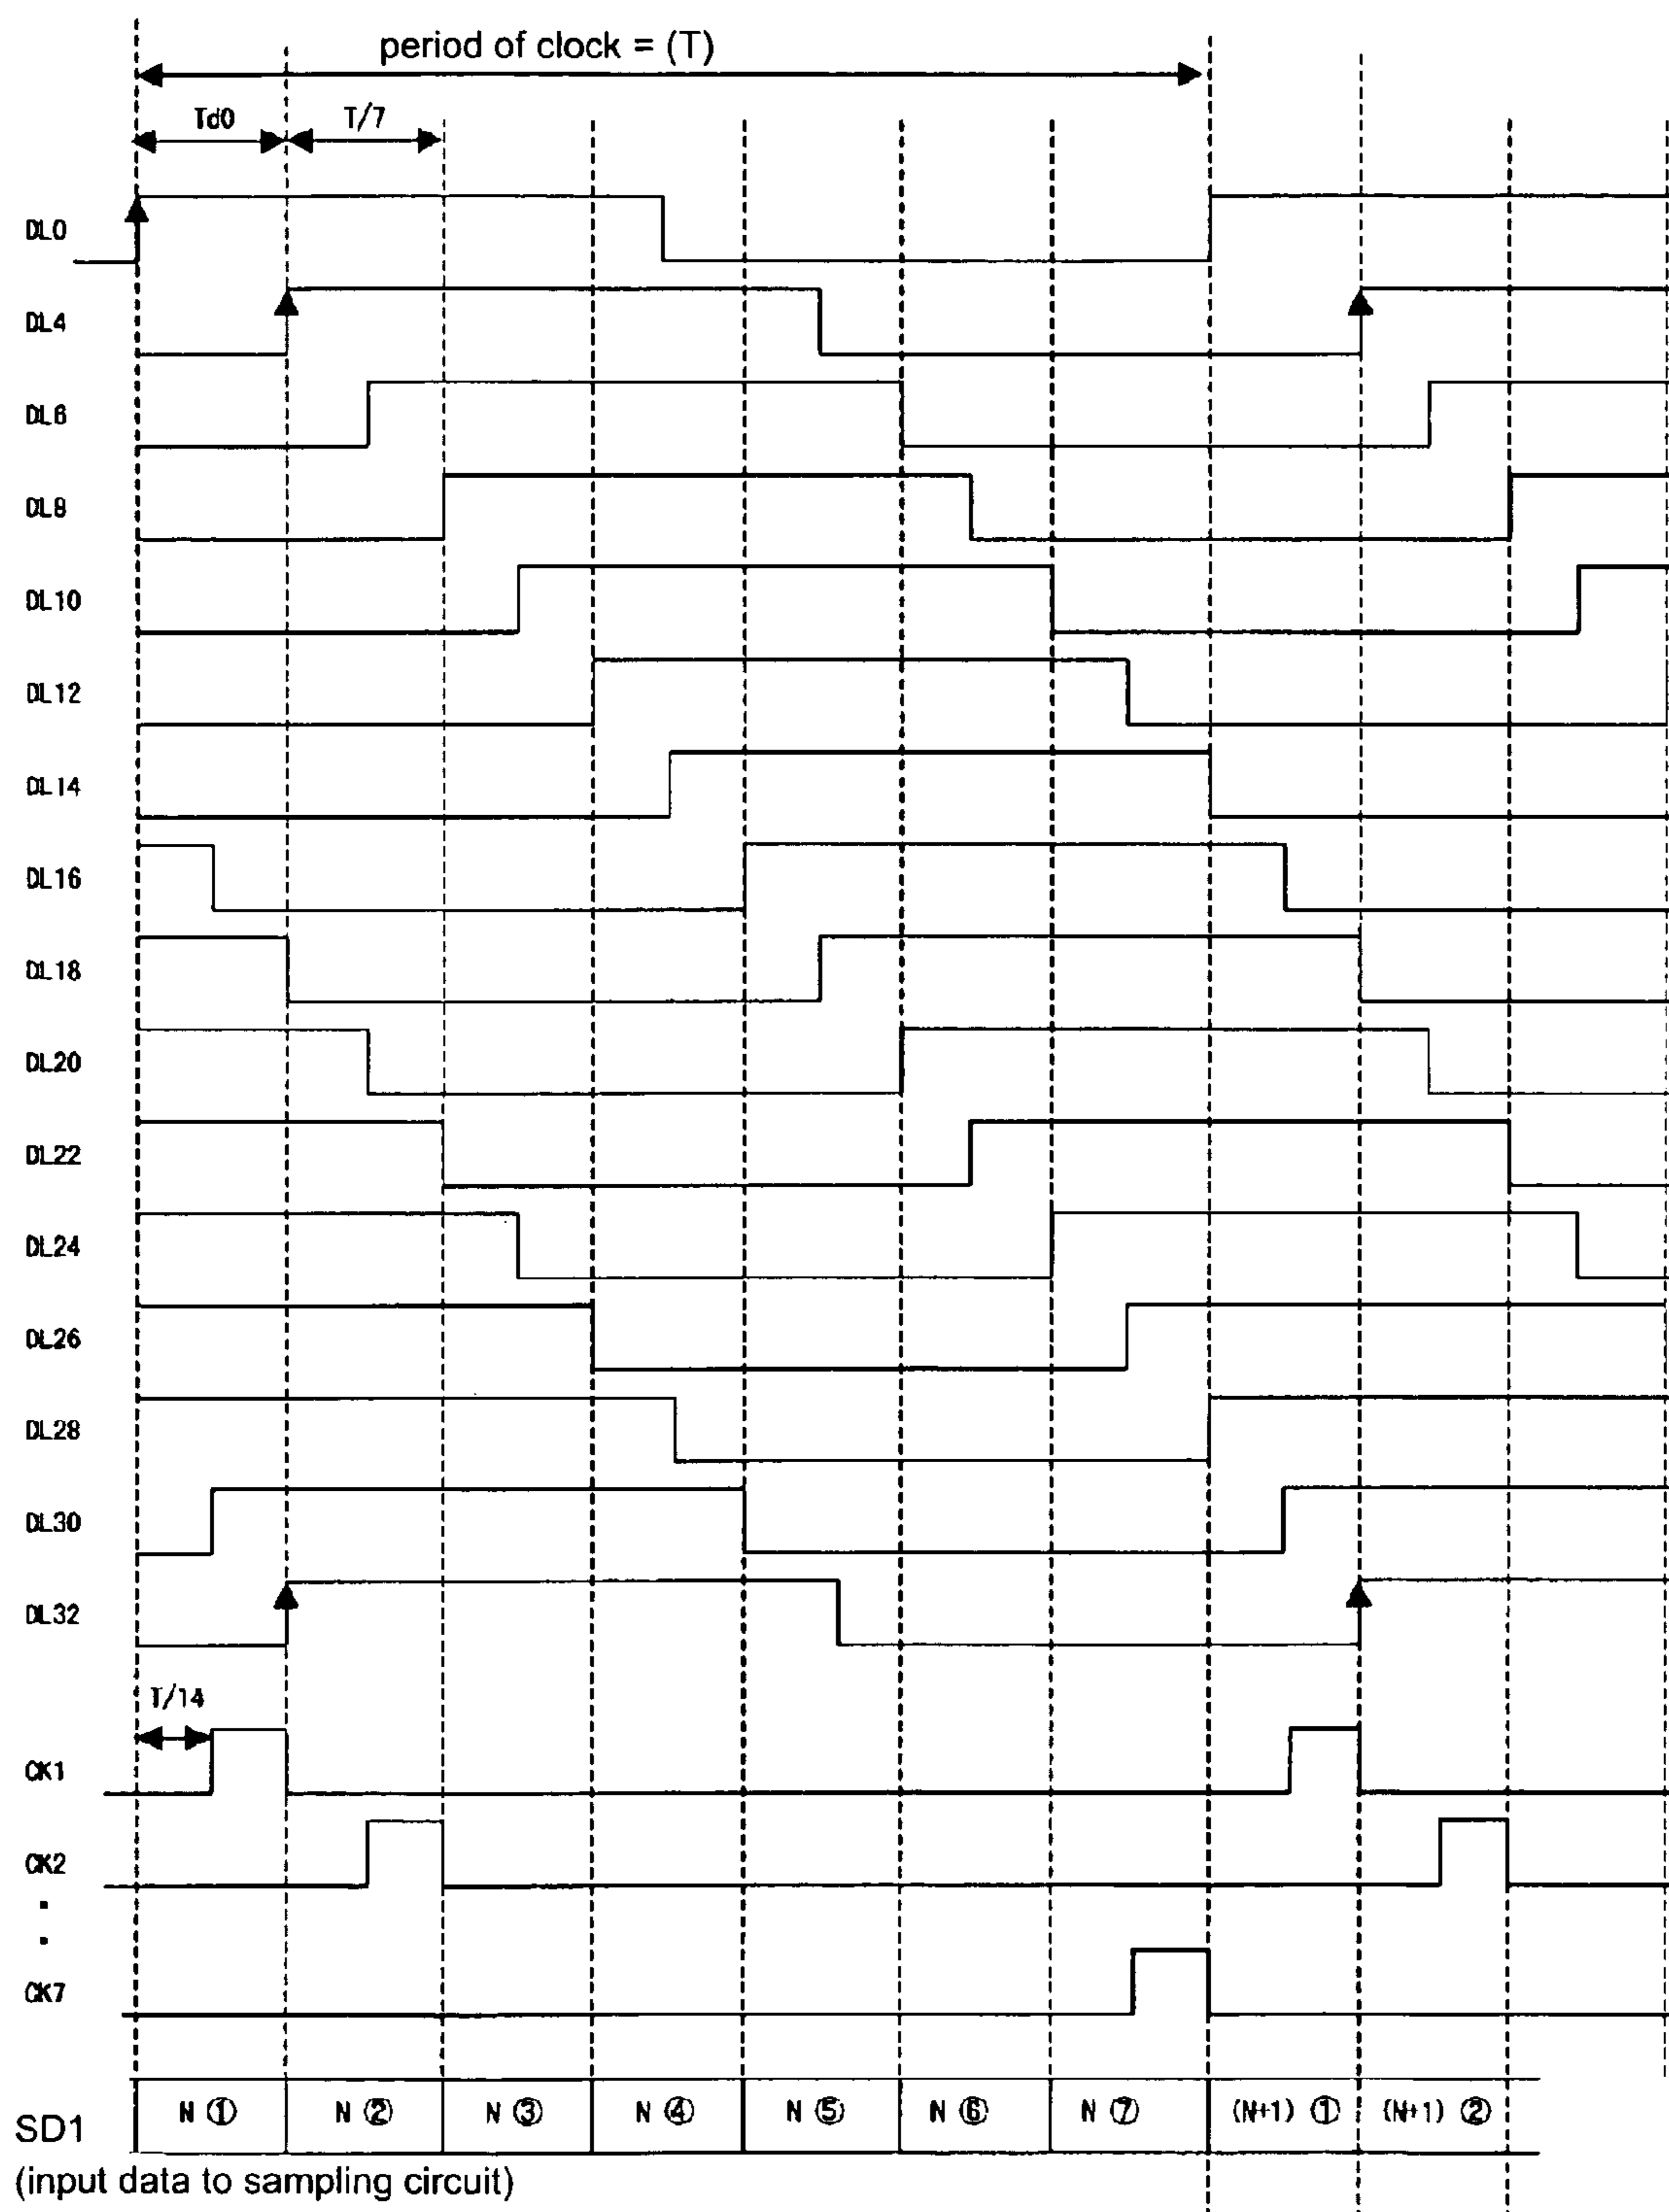 period of clock = (T)
Td0 T/7
DL0
DL4
DL6
DL8
DL10
DL12
DL14
DL16
DL18
DL20
DL22
DL24
DL26
DL28
DL30
DL32
T/14
CK1
CK2
CK7
SD1 N ① N ② N ③ N ④ N ⑤ N ⑥ N ⑦ (N+1) ① (N+1) ②
(input data to sampling circuit)